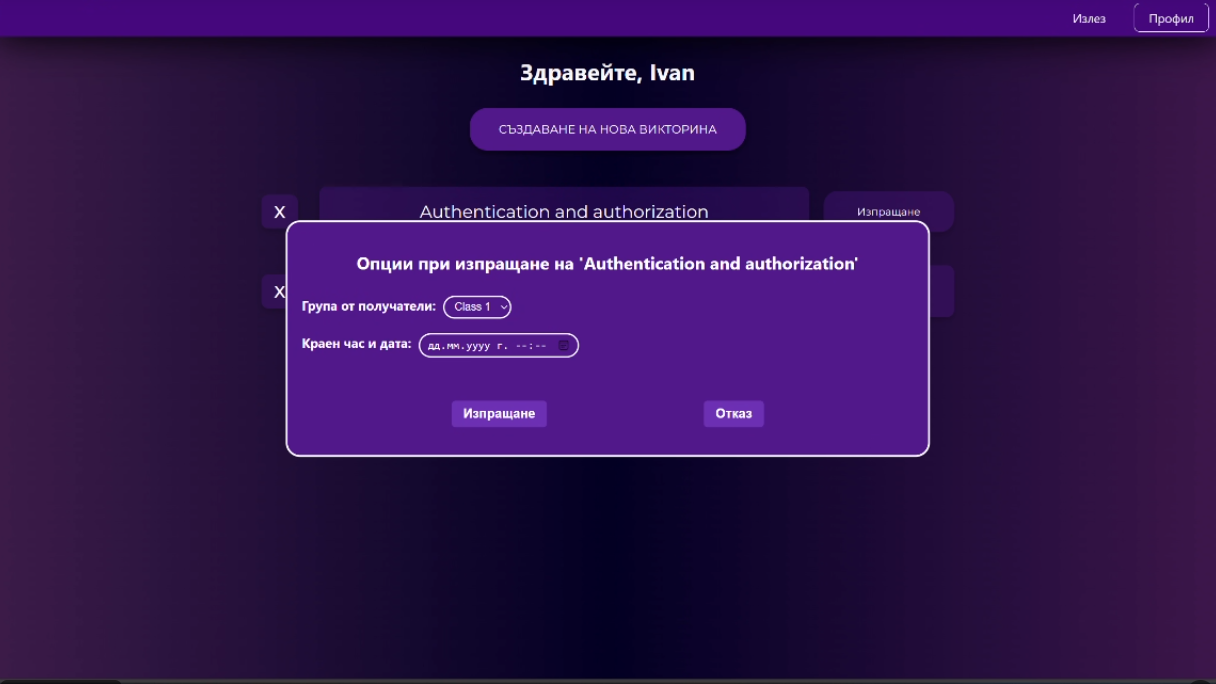 Излез Профил
Здравейте, Ivan
СЪЗДАВАНЕ НА НОВА ВИКТОРИНА
X Authentication and authorization Изпращане
X
Опции при изпращане на 'Authentication and authorization'
Група от получатели: Class 1
Краен час и дата: дд.мм.уууу г. --:--
Изпращане Отказ